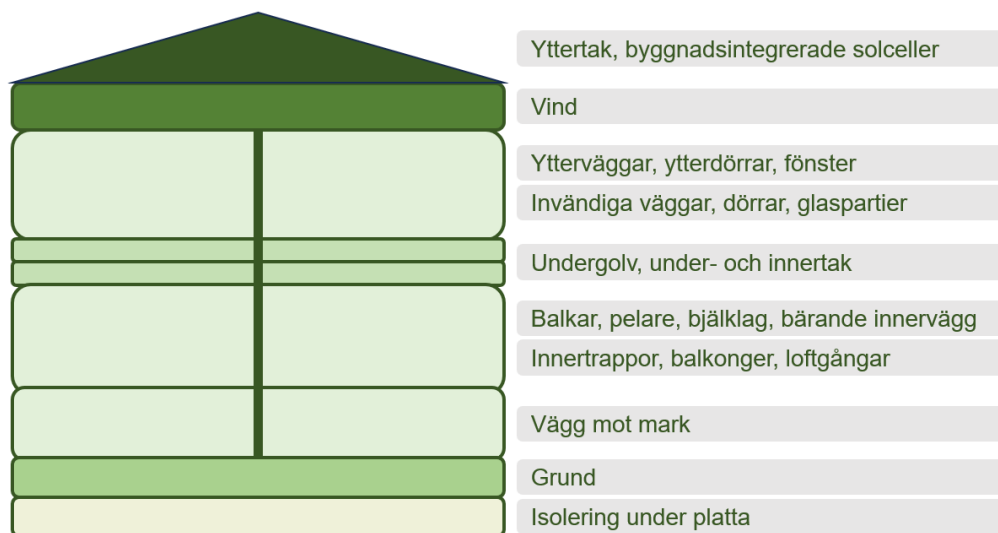 Yttertak, byggnadsintegrerade solceller
Vind
Ytterväggar, ytterdörrar, fönster
Invändiga väggar, dörrar, glaspartier
Undergolv, under- och innertak
Balkar, pelare, bjälklag, bärande innervägg
Innertrappor, balkonger, loftgångar
Vägg mot mark
Grund
Isolering under platta